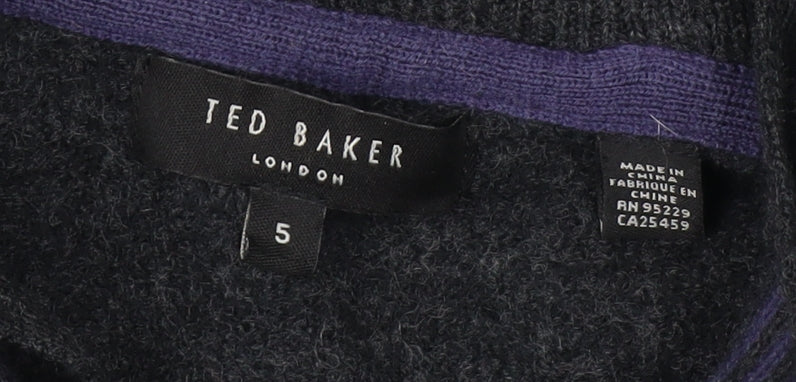 TED BAKER
LONDON
5
MADE IN
CHINA
FABRIQUE EN
CHINE
RN 95229
CA25459